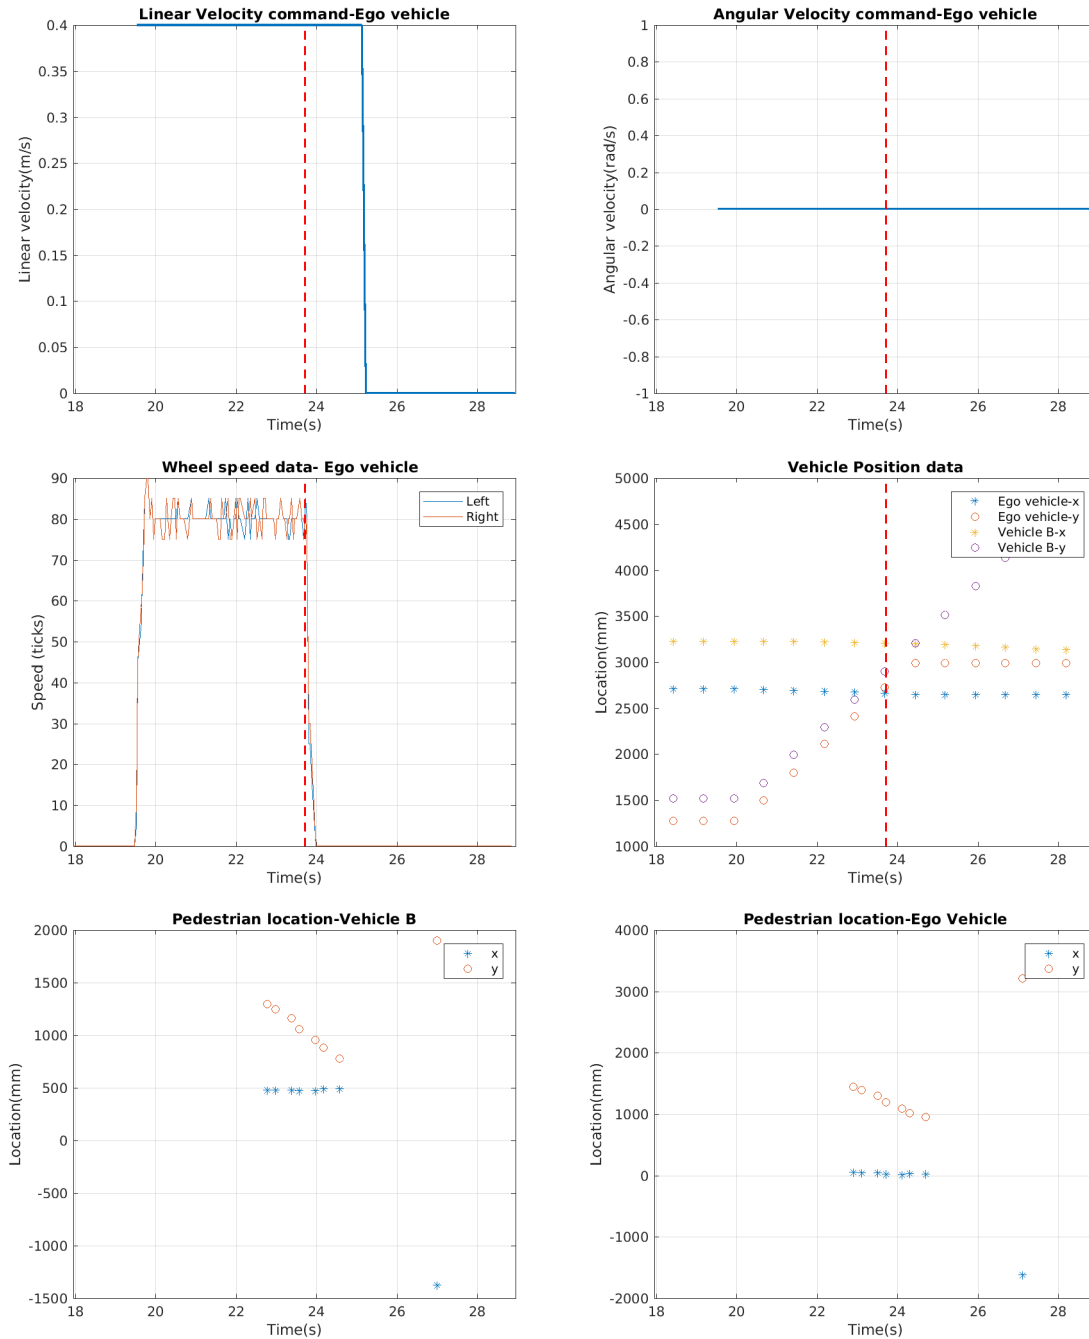 Linear Velocity command-Ego vehicle
0.4
0.35
0.3
0.25
0.2
0.15
0.1
0.05
0
Linear velocity(m/s)
18 20 22 24 26 28
Time(s)
Angular Velocity command-Ego vehicle
1
0.8
0.6
0.4
0.2
0
-0.2
-0.4
-0.6
-0.8
-1
Angular velocity(rad/s)
18 20 22 24 26 28
Time(s)
Wheel speed data- Ego vehicle
90
80
70
60
50
40
30
20
10
0
Speed (ticks)
Left
Right
18 20 22 24 26 28
Time(s)
Vehicle Position data
5000
4500
4000
3500
3000
2500
2000
1500
1000
Location(mm)
Ego vehicle-x
Ego vehicle-y
Vehicle B-x
Vehicle B-y
18 20 22 24 26 28
Time(s)
Pedestrian location-Vehicle B
2000
1500
1000
500
0
-500
-1000
-1500
Location(mm)
x
y
18 20 22 24 26 28
Time(s)
Pedestrian location-Ego Vehicle
4000
3000
2000
1000
0
-1000
-2000
Location(mm)
x
y
18 20 22 24 26 28
Time(s)